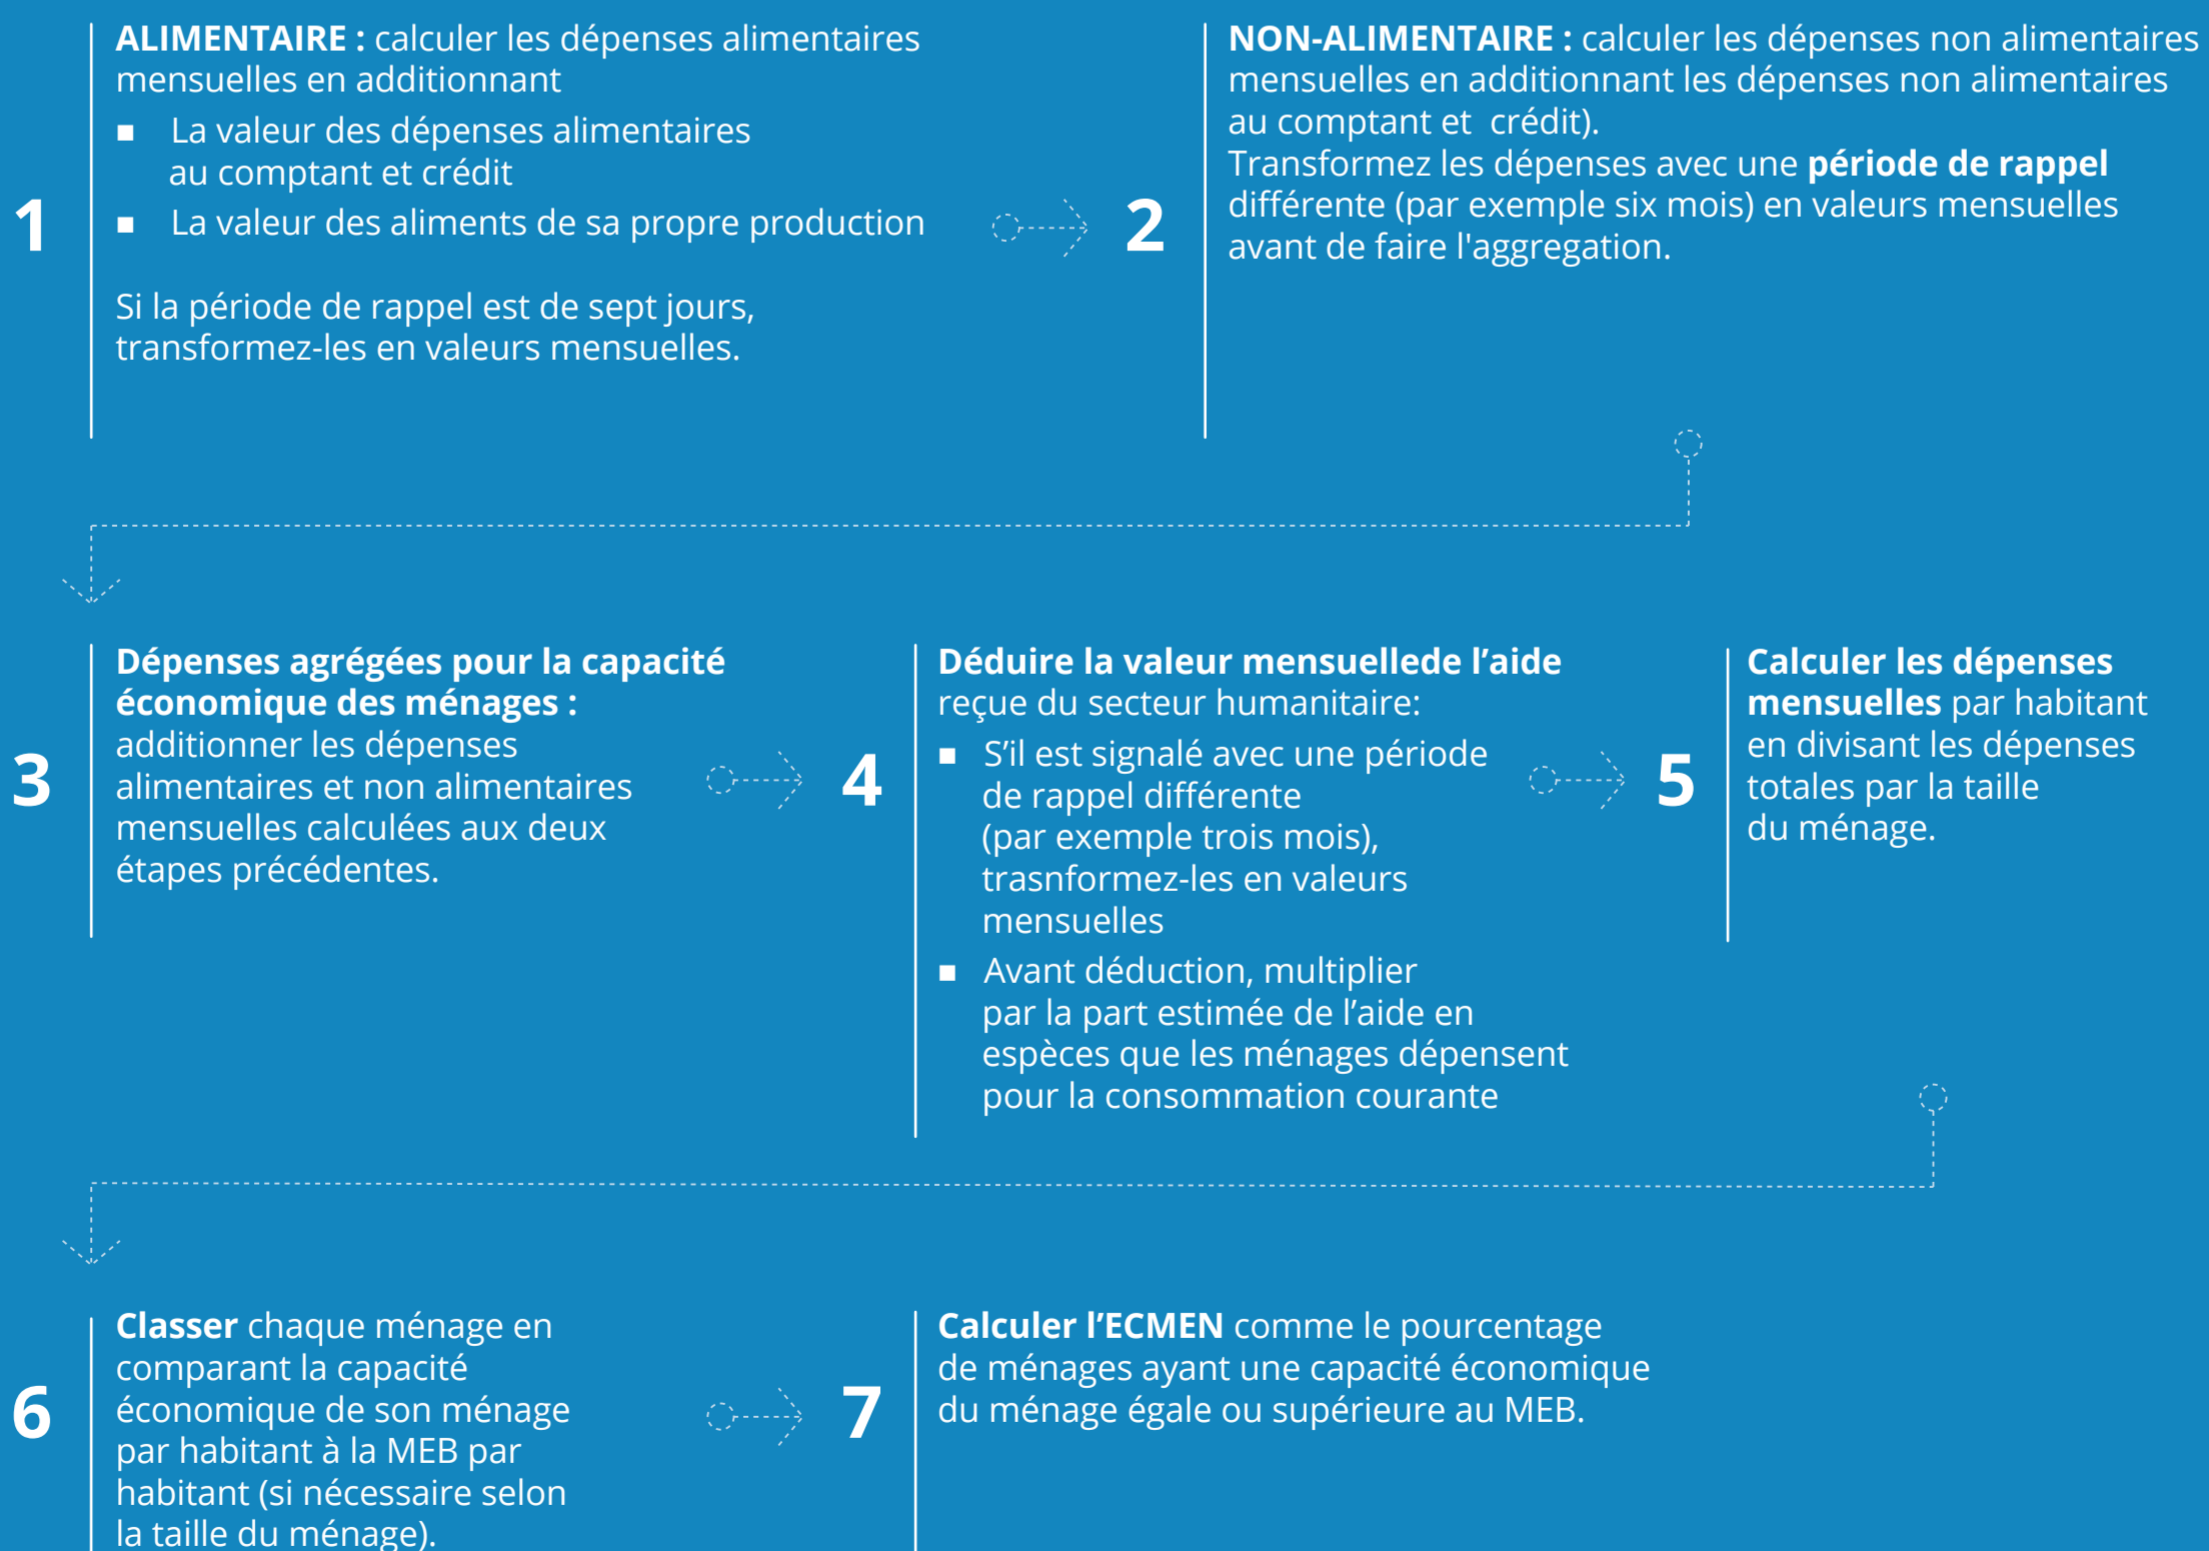 1
ALIMENTAIRE : calculer les dépenses alimentaires
mensuelles en additionnant
■ La valeur des dépenses alimentaires
au comptant et crédit
■ La valeur des aliments de sa propre production
Si la période de rappel est de sept jours,
transformez-les en valeurs mensuelles.
2
NON-ALIMENTAIRE : calculer les dépenses non alimentaires
mensuelles en additionnant les dépenses non alimentaires
au comptant et  crédit).
Transformez les dépenses avec une période de rappel
différente (par exemple six mois) en valeurs mensuelles
avant de faire l'aggregation.
3
Dépenses agrégées pour la capacité
économique des ménages :
additionner les dépenses
alimentaires et non alimentaires
mensuelles calculées aux deux
étapes précédentes.
4
Déduire la valeur mensuellede l’aide
reçue du secteur humanitaire:
■ S’il est signalé avec une période
de rappel différente
(par exemple trois mois),
trasnformez-les en valeurs
mensuelles
■ Avant déduction, multiplier
par la part estimée de l’aide en
espèces que les ménages dépensent
pour la consommation courante
5
Calculer les dépenses
mensuelles par habitant
en divisant les dépenses
totales par la taille
du ménage.
6
Classer chaque ménage en
comparant la capacité
économique de son ménage
par habitant à la MEB par
habitant (si nécessaire selon
la taille du ménage).
7
Calculer l’ECMEN comme le pourcentage
de ménages ayant une capacité économique
du ménage égale ou supérieure au MEB.